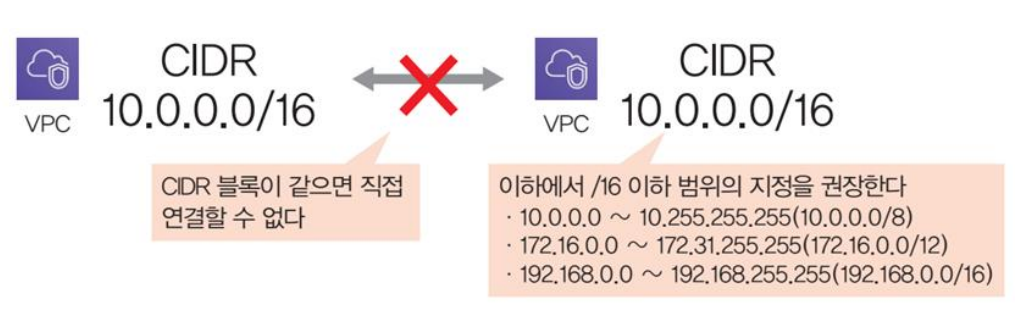 CIDR
10.0.0.0/16
VPC
CIDR
10.0.0.0/16
VPC
CIDR 블록이 같으면 직접
연결할 수 없다
이하에서 /16 이하 범위의 지정을 권장한다
· 10.0.0.0 ~ 10.255.255.255(10.0.0.0/8)
· 172.16.0.0 ~ 172.31.255.255(172.16.0.0/12)
· 192.168.0.0 ~ 192.168.255.255(192.168.0.0/16)